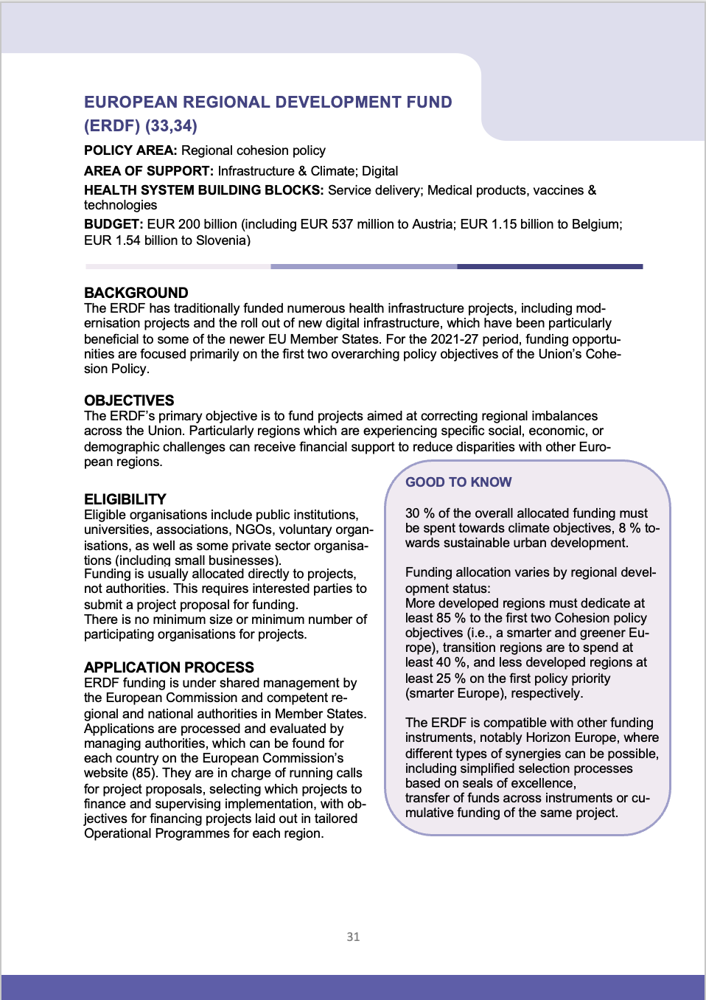 EUROPEAN REGIONAL DEVELOPMENT FUND
(ERDF) (33,34)
POLICY AREA: Regional cohesion policy
AREA OF SUPPORT: Infrastructure & Climate; Digital
HEALTH SYSTEM BUILDING BLOCKS: Service delivery; Medical products, vaccines &
technologies
BUDGET: EUR 200 billion (including EUR 537 million to Austria; EUR 1.15 billion to Belgium;
EUR 1.54 billion to Slovenia)
BACKGROUND
The ERDF has traditionally funded numerous health infrastructure projects, including mod-
ernisation projects and the roll out of new digital infrastructure, which have been particularly
beneficial to some of the newer EU Member States. For the 2021-27 period, funding opportu-
nities are focused primarily on the first two overarching policy objectives of the Union's Cohe-
sion Policy.
OBJECTIVES
The ERDF's primary objective is to fund projects aimed at correcting regional imbalances
across the Union. Particularly regions which are experiencing specific social, economic, or
demographic challenges can receive financial support to reduce disparities with other Euro-
pean regions.
ELIGIBILITY
Eligible organisations include public institutions,
universities, associations, NGOs, voluntary organ-
isations, as well as some private sector organisa-
tions (including small businesses).
Funding is usually allocated directly to projects,
not authorities. This requires interested parties to
submit a project proposal for funding.
There is no minimum size or minimum number of
participating organisations for projects.
APPLICATION PROCESS
ERDF funding is under shared management by
the European Commission and competent re-
gional and national authorities in Member States.
Applications are processed and evaluated by
managing authorities, which can be found for
each country on the European Commission's
website (85). They are in charge of running calls
for project proposals, selecting which projects to
finance and supervising implementation, with ob-
jectives for financing projects laid out in tailored
Operational Programmes for each region.
GOOD TO KNOW
30 % of the overall allocated funding must
be spent towards climate objectives, 8 % to-
wards sustainable urban development.
Funding allocation varies by regional devel-
opment status:
More developed regions must dedicate at
least 85 % to the first two Cohesion policy
objectives (i.e., a smarter and greener Eu-
rope), transition regions are to spend at
least 40 %, and less developed regions at
least 25 % on the first policy priority
(smarter Europe), respectively.
The ERDF is compatible with other funding
instruments, notably Horizon Europe, where
different types of synergies can be possible,
including simplified selection processes
based on seals of excellence,
transfer of funds across instruments or cu-
mulative funding of the same project.
31